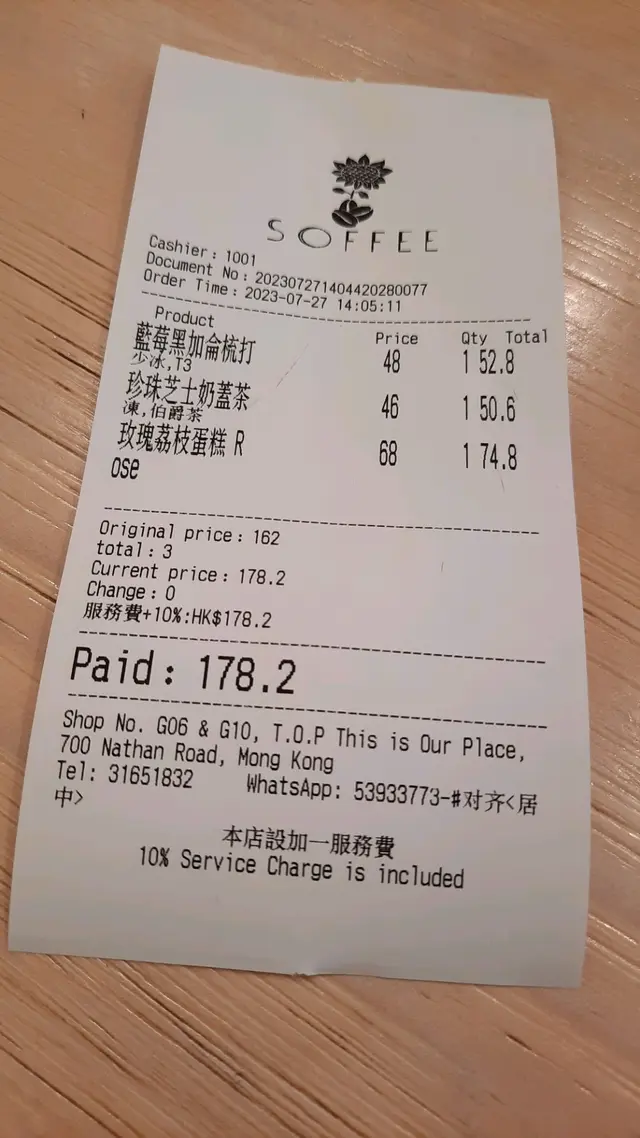 SOFFEE
Cashier: 1001
Document No: 202307271404420280077
Order Time: 2023-07-27 14:05:11
Product Price Qty Total
藍莓黑加侖梳打 48 1 52.8
少冰,T3
珍珠芝士奶蓋茶 46 1 50.6
凍,伯爵茶
玫瑰荔枝蛋糕 R 68 1 74.8
ose
Original price: 162
total: 3
Current price: 178.2
Change: 0
服務費+10%:HK$178.2
Paid: 178.2
Shop No. G06 & G10, T.O.P This is Our Place,
700 Nathan Road, Mong Kong
Tel: 31651832 WhatsApp: 53933773-#对齐<居
中>
本店設加一服務費
10% Service Charge is included